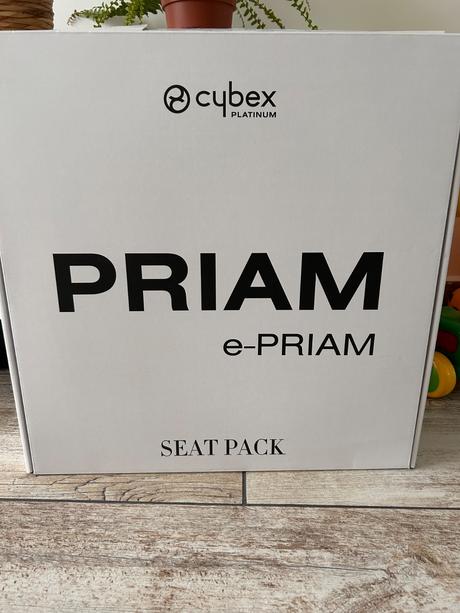 cybex
PLATINUM
PRIAM
e-PRIAM
SEAT PACK